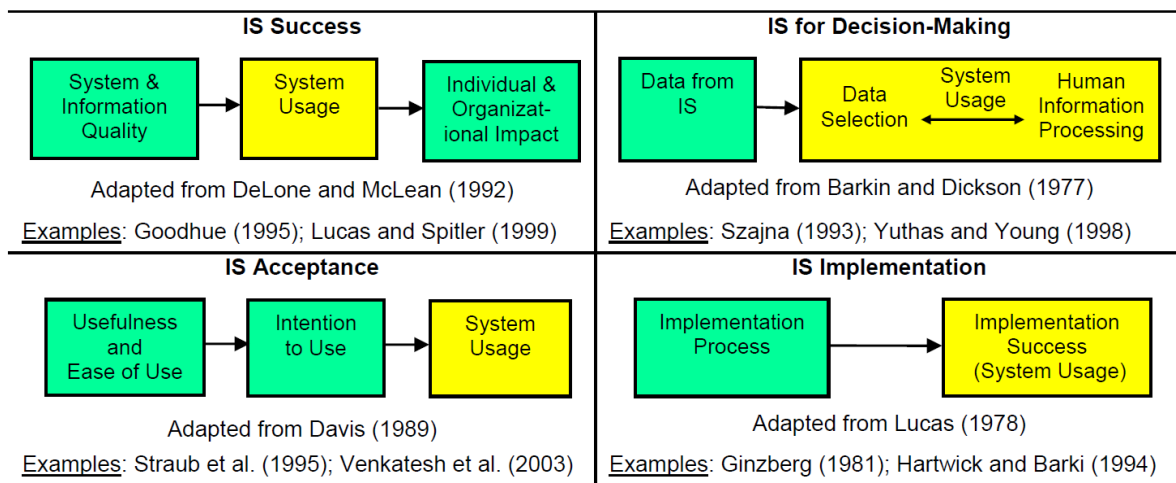 IS Success
System &
Information
Quality
System
Usage
Individual &
Organizat-
ional Impact
Adapted from DeLone and McLean (1992)
Examples: Goodhue (1995); Lucas and Spitler (1999)
IS for Decision-Making
Data from
IS
Data
Selection
System
Usage
Human
Information
Processing
Adapted from Barkin and Dickson (1977)
Examples: Szajna (1993); Yuthas and Young (1998)
IS Acceptance
Usefulness
and
Ease of Use
Intention
to Use
System
Usage
Adapted from Davis (1989)
Examples: Straub et al. (1995); Venkatesh et al. (2003)
IS Implementation
Implementation
Process
Implementation
Success
(System Usage)
Adapted from Lucas (1978)
Examples: Ginzberg (1981); Hartwick and Barki (1994)